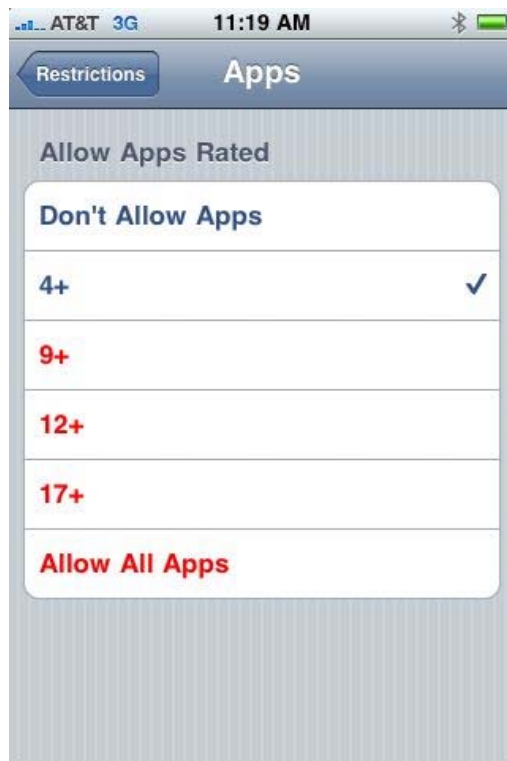 AT&T 3G 11:19 AM
Restrictions Apps
Allow Apps Rated
Don't Allow Apps
4+
9+
12+
17+
Allow All Apps